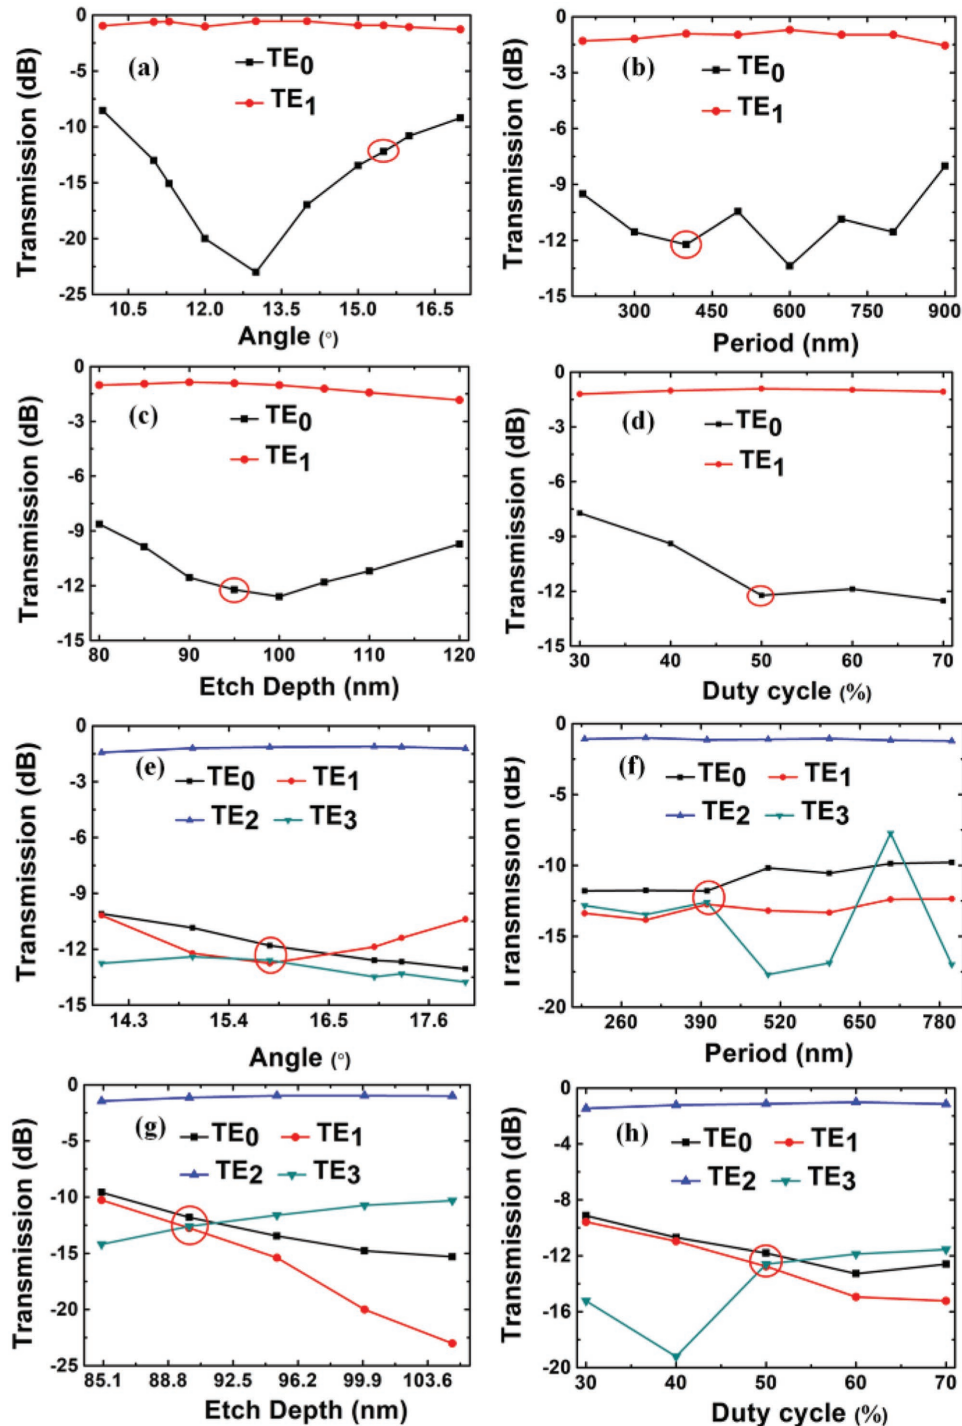 Transmission (dB)
0
-5
-10
-15
-20
-25
(a)
TE0
TE1
10.5 12.0 13.5 15.0 16.5
Angle (°)
Transmission (dB)
0
-3
-6
-9
-12
-15
(b)
TE0
TE1
300 450 600 750 900
Period (nm)
Transmission (dB)
0
-3
-6
-9
-12
-15
(c)
TE0
TE1
80 90 100 110 120
Etch Depth (nm)
Transmission (dB)
0
-3
-6
-9
-12
-15
(d)
TE0
TE1
30 40 50 60 70
Duty cycle (%)
Transmission (dB)
0
-3
-6
-9
-12
-15
(e)
TE0 TE1
TE2 TE3
14.3 15.4 16.5 17.6
Angle (°)
Transmission (dB)
0
-5
-10
-15
-20
(f)
TE0 TE1
TE2 TE3
260 390 520 650 780
Period (nm)
Transmission (dB)
0
-5
-10
-15
-20
-25
(g)
TE0 TE1
TE2 TE3
85.1 88.8 92.5 96.2 99.9 103.6
Etch Depth (nm)
Transmission (dB)
0
-4
-8
-12
-16
-20
(h)
TE0 TE1
TE2 TE3
30 40 50 60 70
Duty cycle (%)